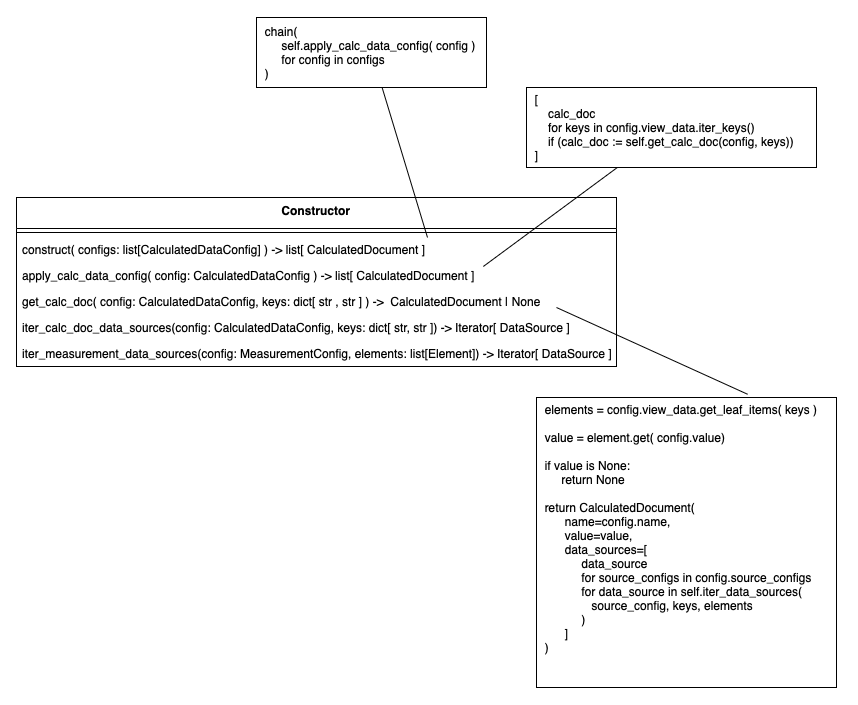 chain(
self.apply_calc_data_config( config )
for config in configs
)
[
calc_doc
for keys in config.view_data.iter_keys()
if (calc_doc := self.get_calc_doc(config, keys))
]
Constructor
construct( configs: list[CalculatedDataConfig] ) -> list[ CalculatedDocument ]
apply_calc_data_config( config: CalculatedDataConfig ) -> list[ CalculatedDocument ]
get_calc_doc( config: CalculatedDataConfig, keys: dict[ str , str ] ) -> CalculatedDocument | None
iter_calc_doc_data_sources(config: CalculatedDataConfig, keys: dict[ str, str ]) -> Iterator[ DataSource ]
iter_measurement_data_sources(config: MeasurementConfig, elements: list[Element]) -> Iterator[ DataSource ]
elements = config.view_data.get_leaf_items( keys )
value = element.get( config.value)
if value is None:
return None
return CalculatedDocument(
name=config.name,
value=value,
data_sources=[
data_source
for source_configs in config.source_configs
for data_source in self.iter_data_sources(
source_config, keys, elements
)
]
)